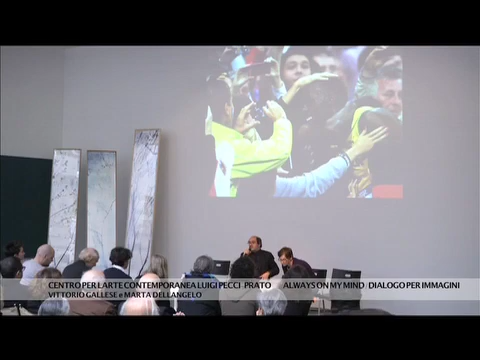 CENTRO PER L'ARTE CONTEMPORANEA LUIGI PECCI PRATO ALWAYS ON MY MIND / DIALOGO PER IMMAGINI
VITTORIO GALLESE e MARTA DELL'ANGELO